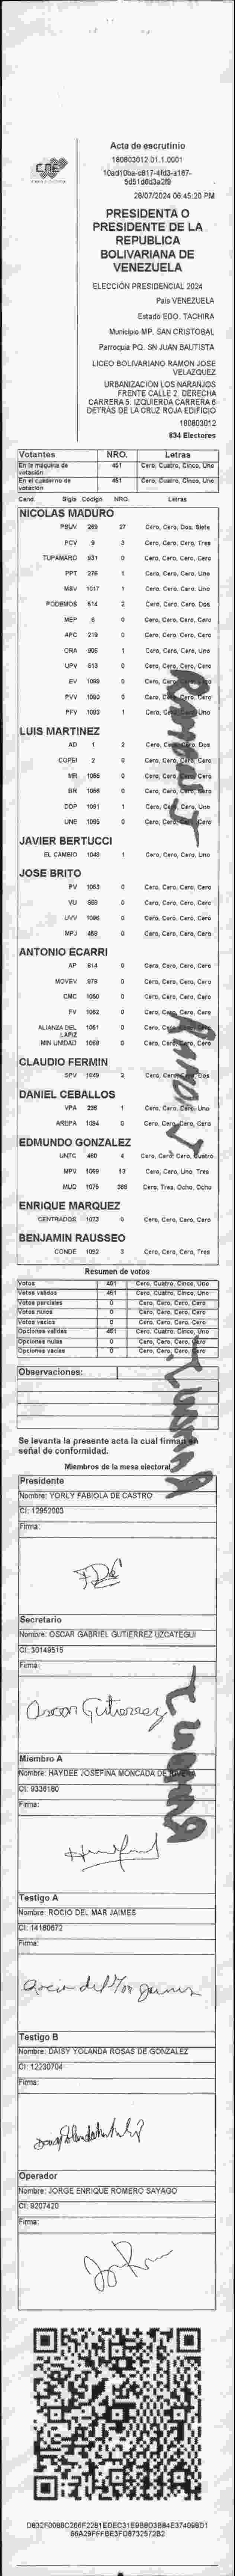 CNE
Acta de escrutinio
180803012.01.1.0001
10ad10ba-c817-4fd3-a167-
5d51d6d3a2f9
28/07/2024 06:45:20 PM
PRESIDENTA O
PRESIDENTE DE LA
REPUBLICA
BOLIVARIANA DE
VENEZUELA
ELECCIÓN PRESIDENCIAL 2024
Pais VENEZUELA
Estado EDO. TACHIRA
Municipio MP. SAN CRISTOBAL
Parroquia PQ. SN JUAN BAUTISTA
LICEO BOLIVARIANO RAMON JOSE
VELAZQUEZ
URBANIZACION LOS NARANJOS
FRENTE CALLE 2. DERECHA
CARRERA 5. IZQUIERDA CARRERA 6
DETRÁS DE LA CRUZ ROJA EDIFICIO
180803012
834 Electores
Votantes NRO. Letras
En la máquina de votación 451 Cero, Cuatro, Cinco, Uno
En el cuaderno de votación 451 Cero, Cuatro, Cinco, Uno
Cand. Sigla Código NRO. Letras
NICOLAS MADURO
PSUV 269 27 Cero, Cero, Dos, Siete
PCV 9 3 Cero, Cero, Cero, Tres
TUPAMARO 531 0 Cero, Cero, Cero, Cero
PPT 276 1 Cero, Cero, Cero, Uno
MSV 1017 1 Cero, Cero, Cero, Uno
PODEMOS 514 2 Cero, Cero, Cero, Dos
MEP 6 0 Cero, Cero, Cero, Cero
APC 219 0 Cero, Cero, Cero, Cero
ORA 906 1 Cero, Cero, Cero, Uno
UPV 613 0 Cero, Cero, Cero, Cero
EV 1089 0 Cero, Cero, Cero, Cero
PVV 1090 0 Cero, Cero, Cero, Cero
PFV 1093 1 Cero, Cero, Cero, Uno
LUIS MARTINEZ
AD 1 2 Cero, Cero, Cero, Dos
COPEI 2 0 Cero, Cero, Cero, Cero
MR 1055 0 Cero, Cero, Cero, Cero
BR 1056 0 Cero, Cero, Cero, Cero
DDP 1091 1 Cero, Cero, Cero, Uno
UNE 1095 0 Cero, Cero, Cero, Cero
JAVIER BERTUCCI
EL CAMBIO 1049 1 Cero, Cero, Cero, Uno
JOSE BRITO
PV 1053 0 Cero, Cero, Cero, Cero
VU 668 0 Cero, Cero, Cero, Cero
UVV 1096 0 Cero, Cero, Cero, Cero
MPJ 468 0 Cero, Cero, Cero, Cero
ANTONIO ECARRI
AP 814 0 Cero, Cero, Cero, Cero
MOVEV 978 0 Cero, Cero, Cero, Cero
CMC 1050 0 Cero, Cero, Cero, Cero
FV 1062 0 Cero, Cero, Cero, Cero
ALIANZA DEL LAPIZ 1051 0 Cero, Cero, Cero, Cero
MIN UNIDAD 1068 0 Cero, Cero, Cero, Cero
CLAUDIO FERMIN
SPV 1049 2 Cero, Cero, Cero, Dos
DANIEL CEBALLOS
VPA 236 1 Cero, Cero, Cero, Uno
AREPA 1094 0 Cero, Cero, Cero, Cero
EDMUNDO GONZALEZ
UNTC 460 4 Cero, Cero, Cero, Cuatro
MPV 1069 13 Cero, Cero, Uno, Tres
MUD 1075 388 Cero, Tres, Ocho, Ocho
ENRIQUE MARQUEZ
CENTRADOS 1073 0 Cero, Cero, Cero, Cero
BENJAMIN RAUSSEO
CONDE 1092 3 Cero, Cero, Cero, Tres
Resumen de votos
Votos 451 Cero, Cuatro, Cinco, Uno
Votos válidos 451 Cero, Cuatro, Cinco, Uno
Votos parciales 0 Cero, Cero, Cero, Cero
Votos nulos 0 Cero, Cero, Cero, Cero
Votos vacíos 0 Cero, Cero, Cero, Cero
Opciones válidas 451 Cero, Cuatro, Cinco, Uno
Opciones nulas 0 Cero, Cero, Cero, Cero
Opciones vacías 0 Cero, Cero, Cero, Cero
Observaciones:
Se levanta la presente acta la cual firman en
señal de conformidad.
Miembros de la mesa electoral
Presidente
Nombre: YORLY FABIOLA DE CASTRO
CI: 12952003
Firma:
Secretario
Nombre: OSCAR GABRIEL GUTIERREZ UZCATEGUI
CI: 30149515
Firma:
Oscar Gutierrez
Miembro A
Nombre: HAYDEE JOSEFINA MONCADA DE RIVERA
CI: 9336180
Firma:
Testigo A
Nombre: ROCIO DEL MAR JAIMES
CI: 14180672
Firma:
Testigo B
Nombre: DAISY YOLANDA ROSAS DE GONZALEZ
CI: 12230704
Firma:
Operador
Nombre: JORGE ENRIQUE ROMERO SAYAGO
CI: 9207420
Firma: